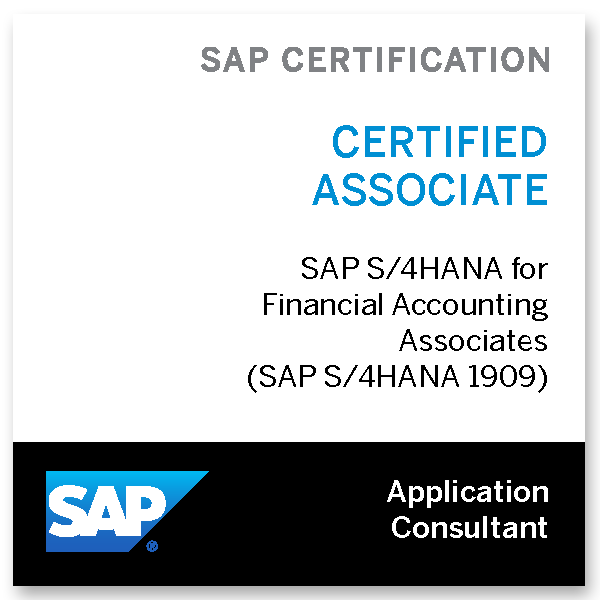 SAP CERTIFICATION
CERTIFIED
ASSOCIATE
SAP S/4HANA for
Financial Accounting
Associates
(SAP S/4HANA 1909)
SAP®
Application
Consultant